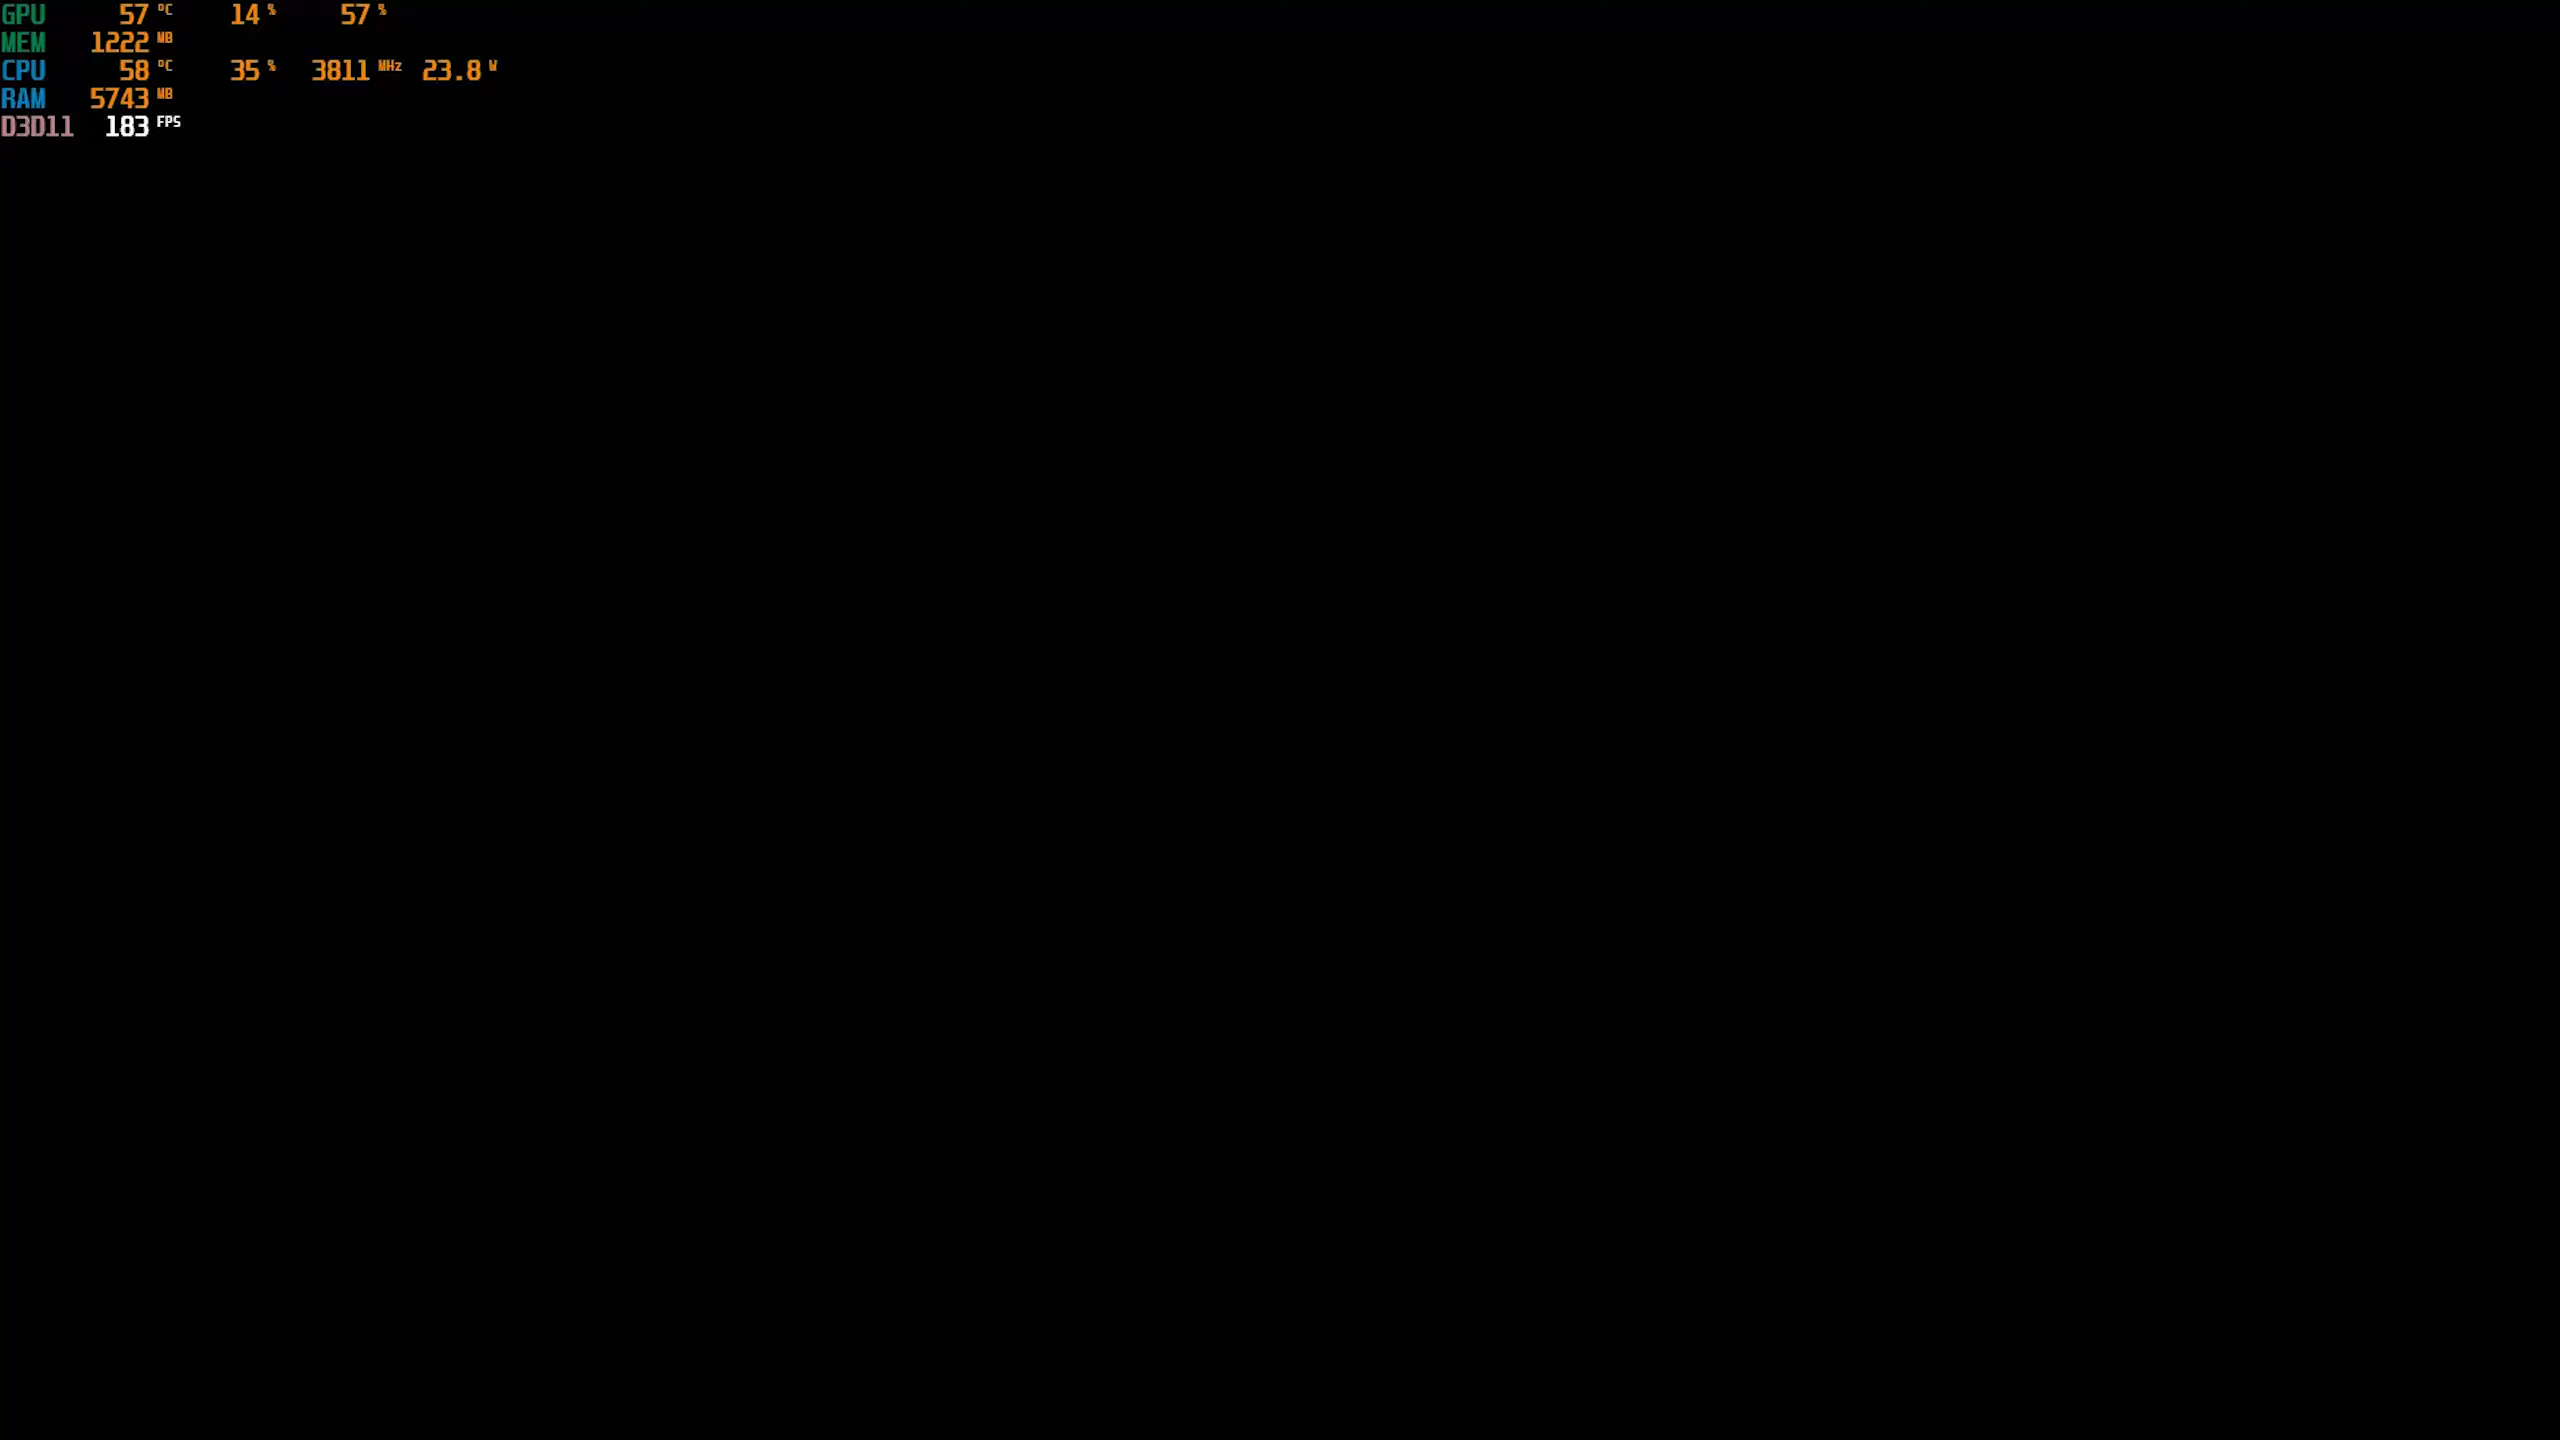 GPU 57 °C 14 % 57 %
MEM 1222 MB
CPU 58 °C 35 % 3811 MHz 23.8 W
RAM 5743 MB
D3D11 183 FPS